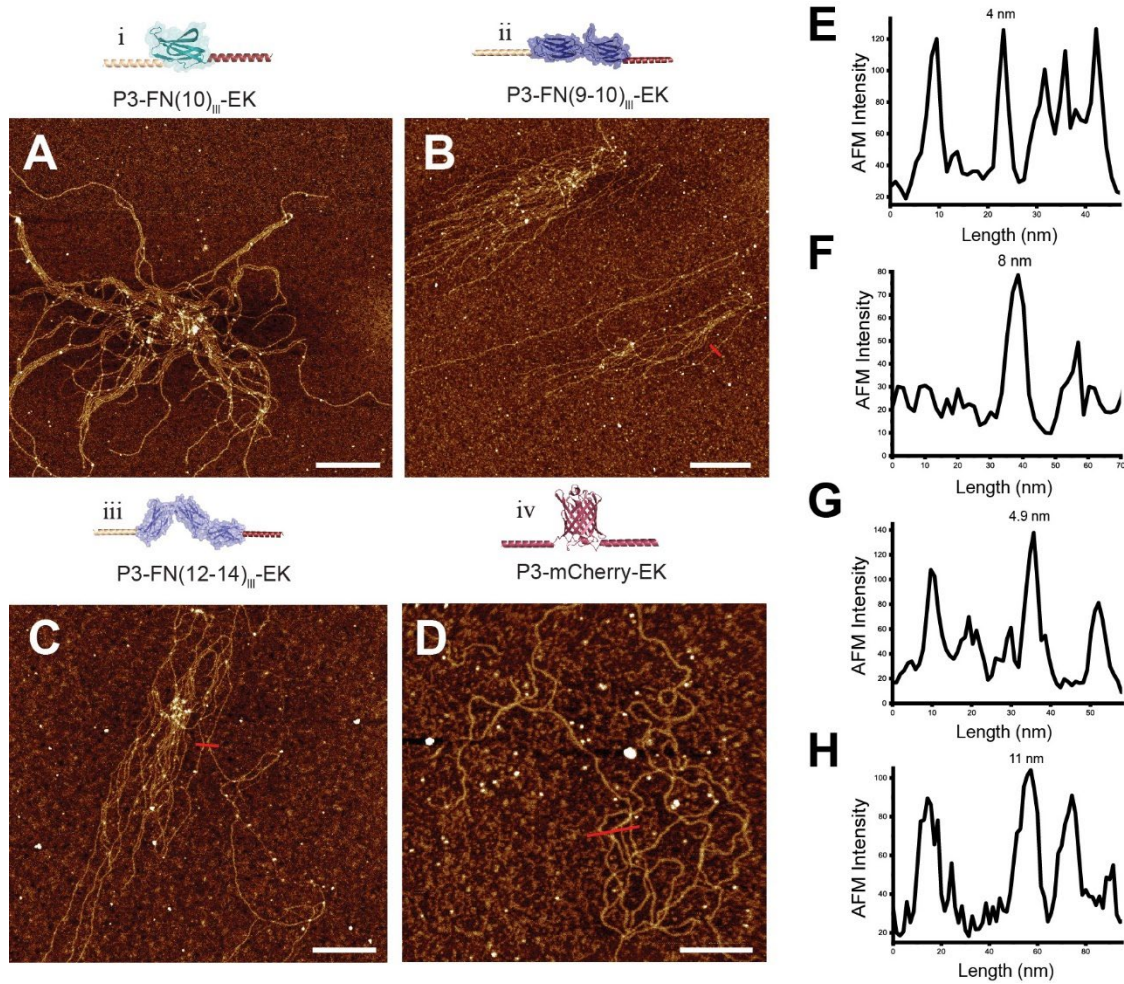 i
P3-FN(10)III-EK
ii
P3-FN(9-10)III-EK
A
B
iii
P3-FN(12-14)III-EK
iv
P3-mCherry-EK
C
D
E
4 nm
AFM Intensity
120
100
80
60
40
20
0 10 20 30 40
Length (nm)
F
8 nm
AFM Intensity
80
70
60
50
40
30
20
10
0
0 10 20 30 40 50 60 70
Length (nm)
G
4.9 nm
AFM Intensity
140
120
100
80
60
40
20
0
0 10 20 30 40 50
Length (nm)
H
11 nm
AFM Intensity
100
80
60
40
20
0 20 40 60 80
Length (nm)